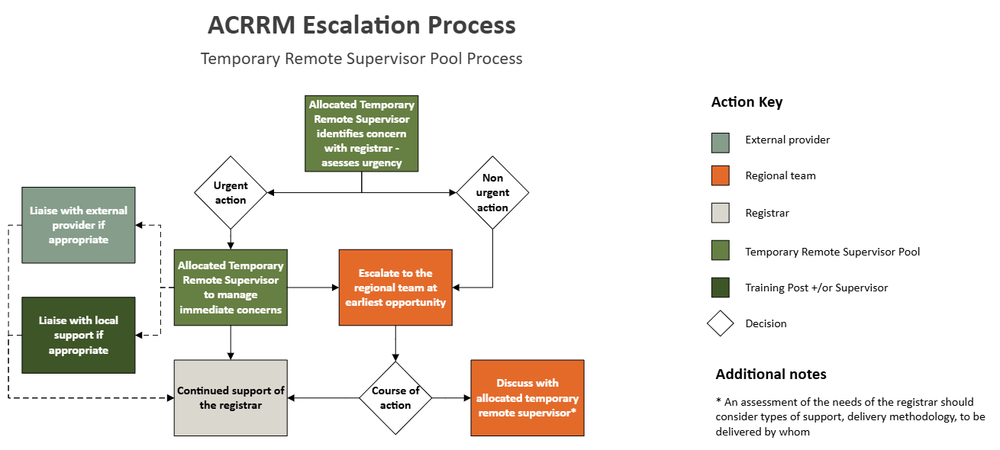 ACRRM Escalation Process
Temporary Remote Supervisor Pool Process
Allocated Temporary
Remote Supervisor
identifies concern
with registrar -
asesses urgency
Urgent
action
Non
urgent
action
Liaise with external
provider if
appropriate
Allocated Temporary
Remote Supervisor
to manage
immediate concerns
Escalate to the
regional team at
earliest opportunity
Liaise with local
support if
appropriate
Continued support of
the registrar
Course of
action
Discuss with
allocated temporary
remote supervisor*
Action Key
External provider
Regional team
Registrar
Temporary Remote Supervisor Pool
Training Post +/or Supervisor
Decision
Additional notes
* An assessment of the needs of the registrar should
consider types of support, delivery methodology, to be
delivered by whom